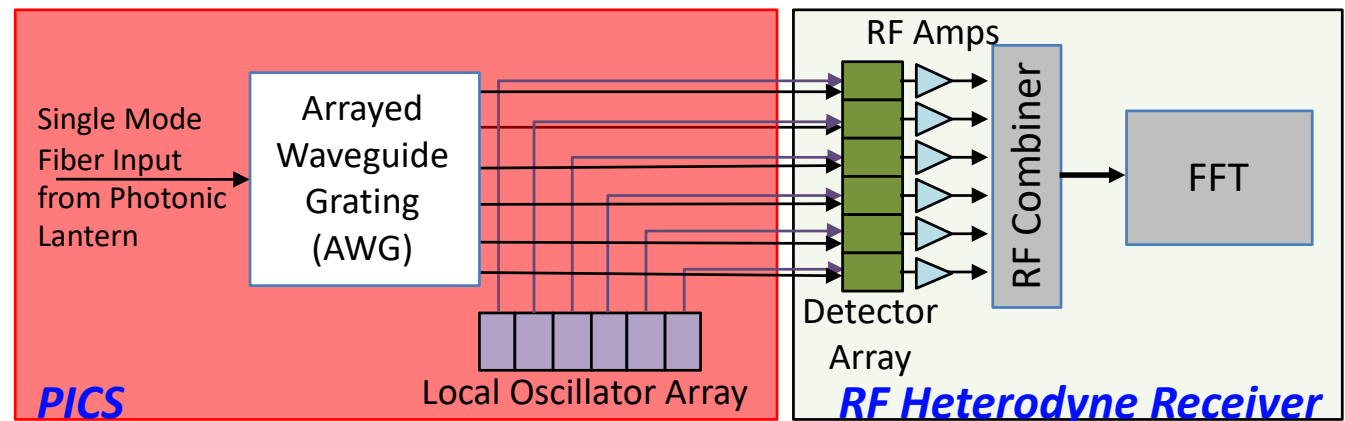 Single Mode
Fiber Input
from Photonic
Lantern
Arrayed
Waveguide
Grating
(AWG)
Local Oscillator Array
PICS
RF Amps
Detector
Array
RF Combiner
FFT
RF Heterodyne Receiver